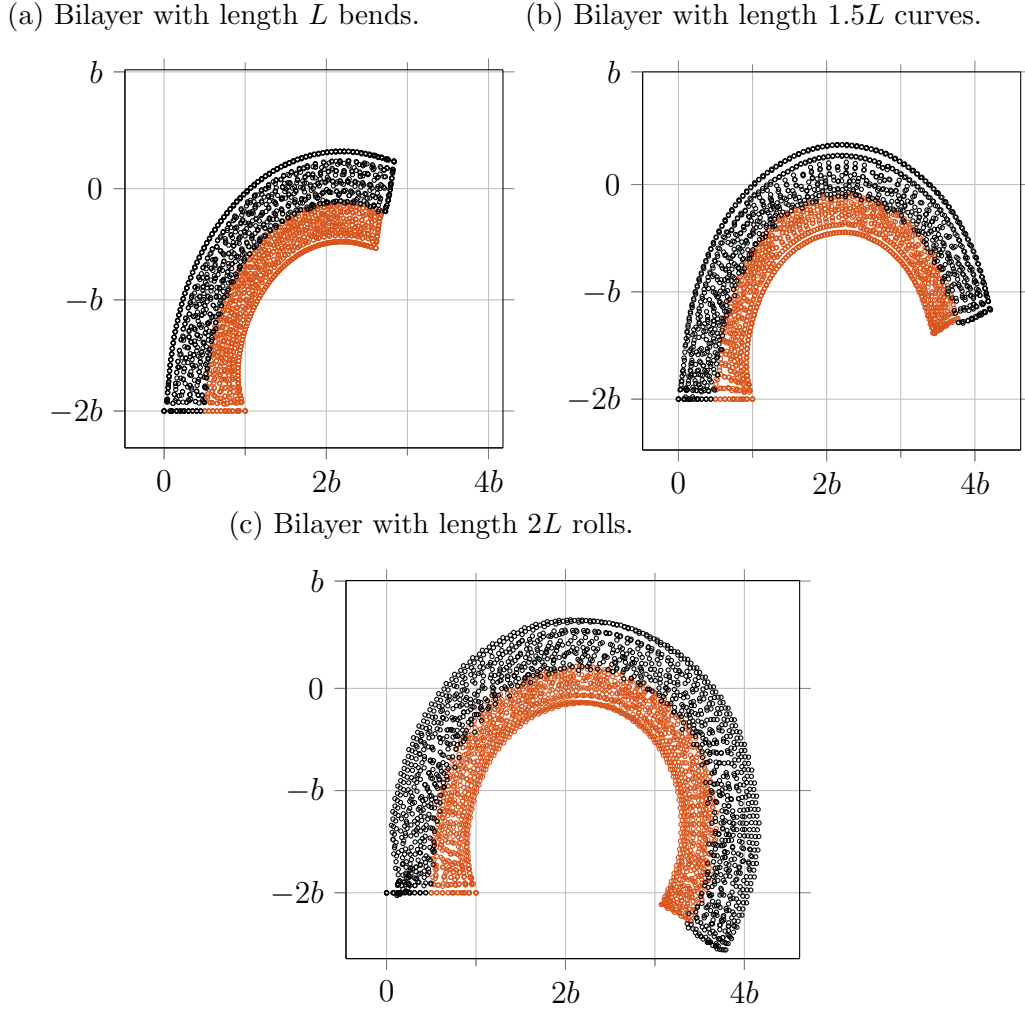 (a) Bilayer with length L bends.
(b) Bilayer with length 1.5L curves.
b
0
−b
−2b
0 2b 4b
b
0
−b
−2b
0 2b 4b
(c) Bilayer with length 2L rolls.
b
0
−b
−2b
0 2b 4b